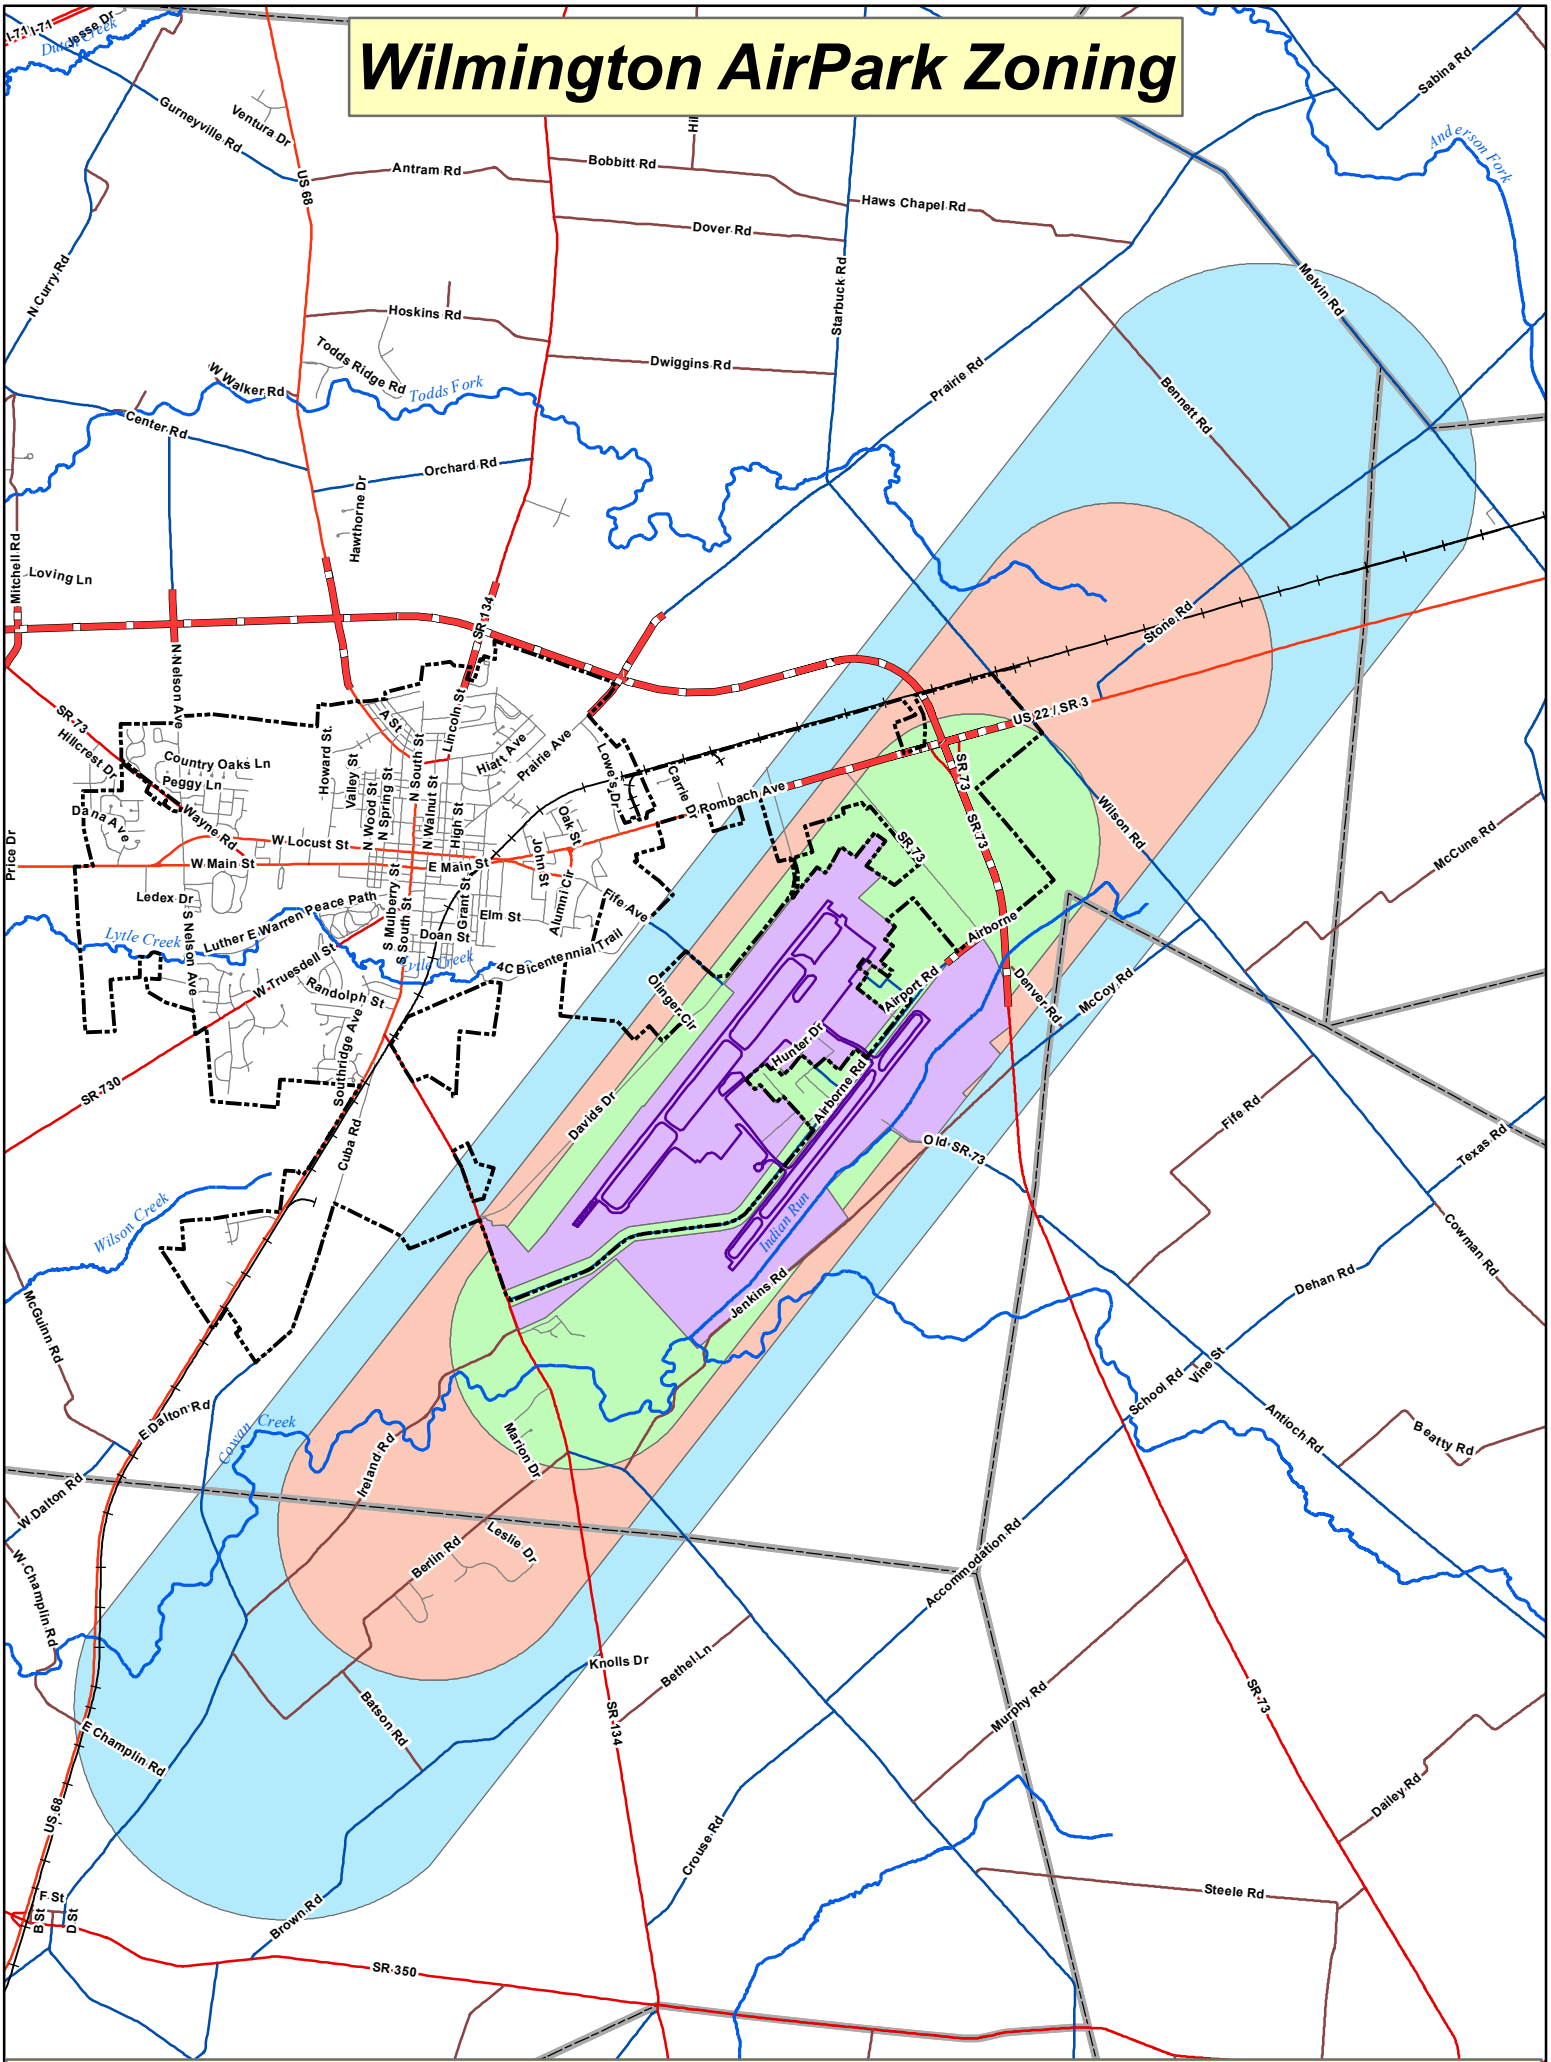 Wilmington AirPark Zoning
I-71
I-71
Jesse Dr
Dutch Creek
Sabina Rd
Gurneyville Rd
Ventura Dr
Anderson Fork
US 68
Antram Rd
Bobbitt Rd
Haws Chapel Rd
Dover Rd
N Curry Rd
Starbuck Rd
Melvin Rd
Hoskins Rd
Todds Ridge Rd
Dwiggins Rd
W Walker Rd
Todds Fork
Prairie Rd
Bennett Rd
Center Rd
Orchard Rd
Hawthorne Dr
Mitchell Rd
Loving Ln
SR 134
Stone Rd
N Nelson Ave
SR 73
Hillcrest Dr
A St
Lincoln St
US 22 / SR 3
Howard St.
Country Oaks Ln
Peggy Ln
Valley St
N South St
Hiatt Ave
Prairie Ave
Lowe's Dr
Carrie Dr
Rombach Ave
SR 73
N Wood St
N Spring St
N Walnut St
High St
Dana Ave
Wayne Rd
Oak St
SR 73
SR 73
Wilson Rd
McCune Rd
Price Dr
W Locust St
W Main St
E Main St
John St
Ledex Dr
Luther E Warren Peace Path
S Mulberry St
S South St
Grant St
Elm St
Alumni Cir
Fife Ave
Airborne
Lytle Creek
S Nelson Ave
Doan St
Lytle Creek
4C Bicentennial Trail
W Truesdell St
Randolph St
Olinger Cir
Airport Rd
Denver Rd
McCoy Rd
Southridge Ave
Hunter Dr
SR 730
Davids Dr
Airborne Rd
Fife Rd
Cuba Rd
Old SR 73
Texas Rd
Wilson Creek
Indian Run
Cowman Rd
McGuinn Rd
Jenkins Rd
Dehan Rd
School Rd
Vine St
E Dalton Rd
Cowan Creek
Antioch Rd
Beatty Rd
Marion Dr
Ireland Rd
W Dalton Rd
Leslie Dr
Berlin Rd
Accommodation Rd
W Champlin Rd
Knolls Dr
Bethel Ln
Batson Rd
SR 134
Murphy Rd
SR 73
E Champlin Rd
US 68
Dailey Rd
Crouse Rd
F St
B St
D St
Brown Rd
Steele Rd
SR 350